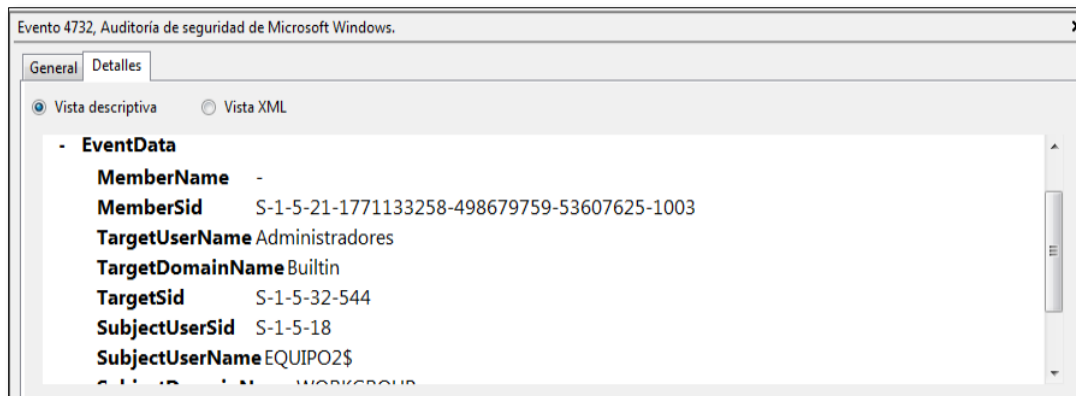 Evento 4732, Auditoría de seguridad de Microsoft Windows.
General Detalles
Vista descriptiva Vista XML
- EventData
MemberName -
MemberSid S-1-5-21-1771133258-498679759-53607625-1003
TargetUserName Administradores
TargetDomainName Builtin
TargetSid S-1-5-32-544
SubjectUserSid S-1-5-18
SubjectUserName EQUIPO2$